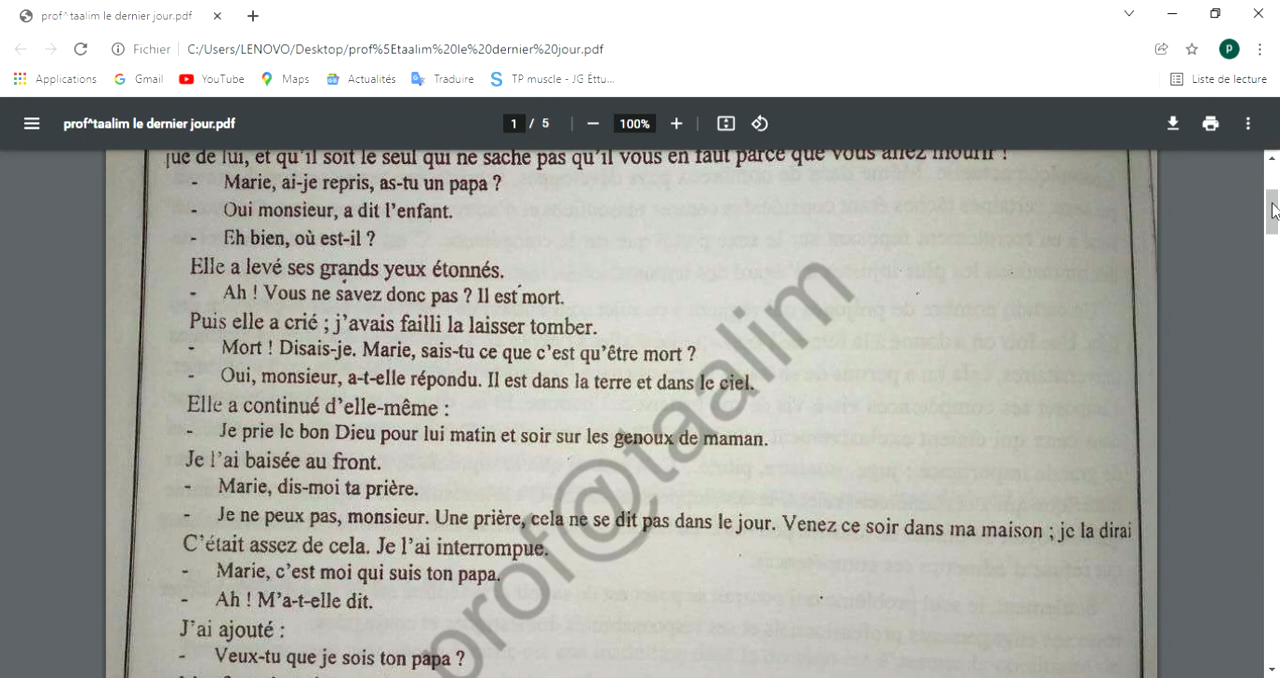 prof^taalim le dernier jour.pdf
Fichier C:/Users/LENOVO/Desktop/prof%5Etaalim%20le%20dernier%20jour.pdf
P
Applications Gmail YouTube Maps Actualités Traduire TP muscle - JG Éttu... Liste de lecture
prof^taalim le dernier jour.pdf 1 / 5 100%
que de lui, et qu'il soit le seul qui ne sache pas qu'il vous en faut parce que vous allez mourir !
- Marie, ai-je repris, as-tu un papa ?
- Oui monsieur, a dit l'enfant.
- Eh bien, où est-il ?
Elle a levé ses grands yeux étonnés.
- Ah ! Vous ne savez donc pas ? Il est mort.
Puis elle a crié ; j'avais failli la laisser tomber.
- Mort ! Disais-je. Marie, sais-tu ce que c'est qu'être mort ?
- Oui, monsieur, a-t-elle répondu. Il est dans la terre et dans le ciel.
Elle a continué d'elle-même :
- Je prie le bon Dieu pour lui matin et soir sur les genoux de maman.
Je l'ai baisée au front.
- Marie, dis-moi ta prière.
- Je ne peux pas, monsieur. Une prière, cela ne se dit pas dans le jour. Venez ce soir dans ma maison ; je la dirai
C'était assez de cela. Je l'ai interrompue.
- Marie, c'est moi qui suis ton papa.
- Ah ! M'a-t-elle dit.
J'ai ajouté :
- Veux-tu que je sois ton papa ?
prof@taalim